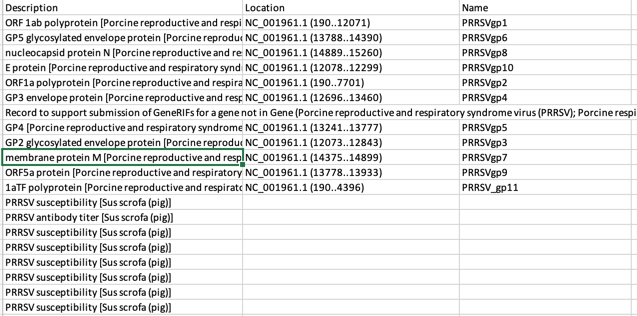 Description Location Name
ORF 1ab polyprotein [Porcine reproductive and respi NC_001961.1 (190..12071) PRRSVgp1
GP5 glycosylated envelope protein [Porcine reprodu NC_001961.1 (13788..14390) PRRSVgp6
nucleocapsid protein N [Porcine reproductive and re NC_001961.1 (14889..15260) PRRSVgp8
E protein [Porcine reproductive and respiratory synd NC_001961.1 (12078..12299) PRRSVgp10
ORF1a polyprotein [Porcine reproductive and respira NC_001961.1 (190..7701) PRRSVgp2
GP3 envelope protein [Porcine reproductive and resp NC_001961.1 (12696..13460) PRRSVgp4
Record to support submission of GeneRIFs for a gene not in Gene (Porcine reproductive and respiratory syndrome virus (PRRSV); Porcine respi
GP4 [Porcine reproductive and respiratory syndrome NC_001961.1 (13241..13777) PRRSVgp5
GP2 glycosylated envelope protein [Porcine reprodu NC_001961.1 (12073..12843) PRRSVgp3
membrane protein M [Porcine reproductive and resp NC_001961.1 (14375..14899) PRRSVgp7
ORF5a protein [Porcine reproductive and respiratory NC_001961.1 (13778..13933) PRRSVgp9
1aTF polyprotein [Porcine reproductive and respirato NC_001961.1 (190..4396) PRRSV_gp11
PRRSV susceptibility [Sus scrofa (pig)]
PRRSV antibody titer [Sus scrofa (pig)]
PRRSV susceptibility [Sus scrofa (pig)]
PRRSV susceptibility [Sus scrofa (pig)]
PRRSV susceptibility [Sus scrofa (pig)]
PRRSV susceptibility [Sus scrofa (pig)]
PRRSV susceptibility [Sus scrofa (pig)]
PRRSV susceptibility [Sus scrofa (pig)]